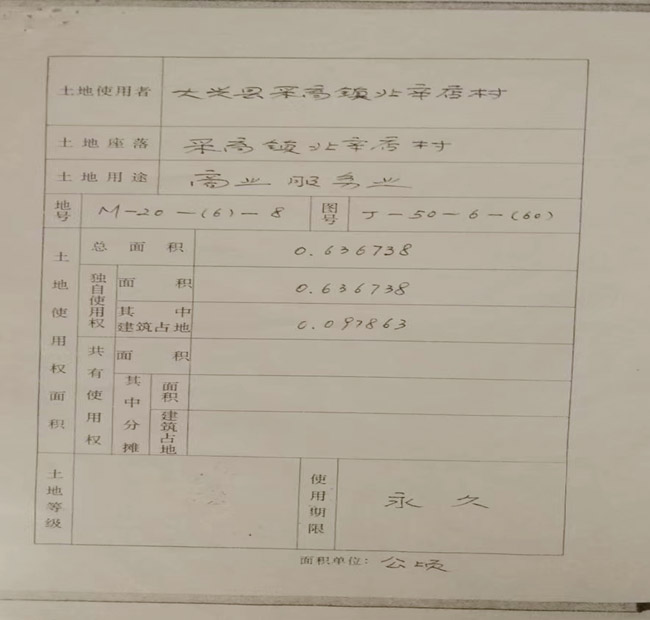 土地使用者 大兴县采育镇北辛店村
土地座落 采育镇北辛店村
土地用途 商业服务业
地号 M-20-(6)-8 图号 J-50-6-(60)
土地使用权面积
总面积 0.636738
独自使用权
面积 0.636738
其中建筑占地 0.097863
共有使用权
面积
其中分摊
面积
建筑占地
土地等级
使用期限 永久
面积单位：公顷